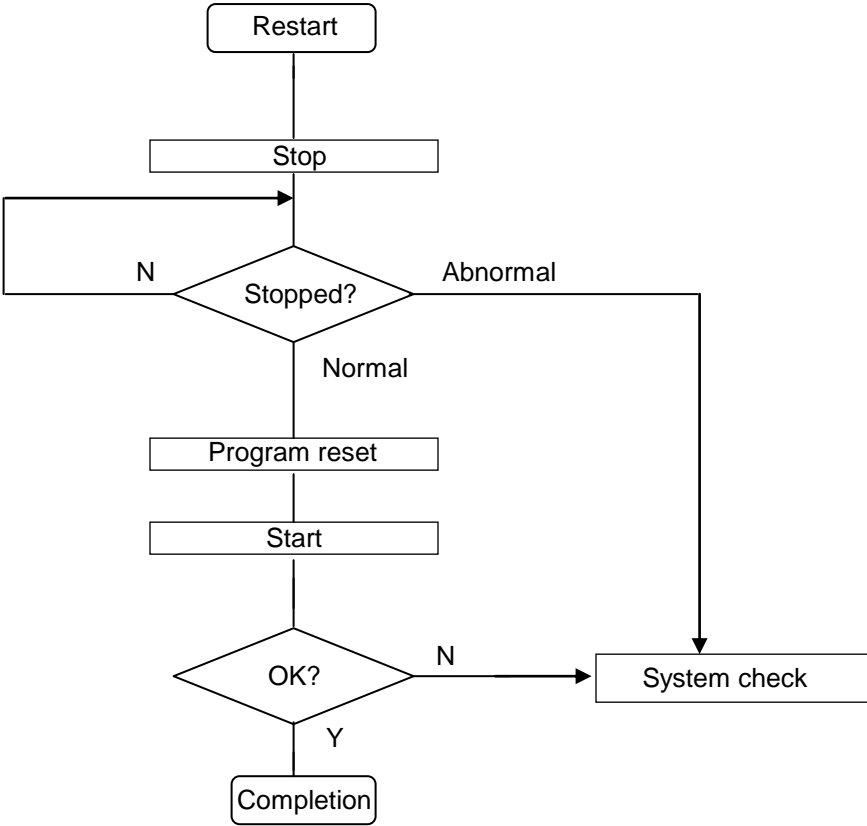 Restart
Stop
N
Abnormal
Stopped?
Normal
Program reset
Start
OK?
N
System check
Y
Completion